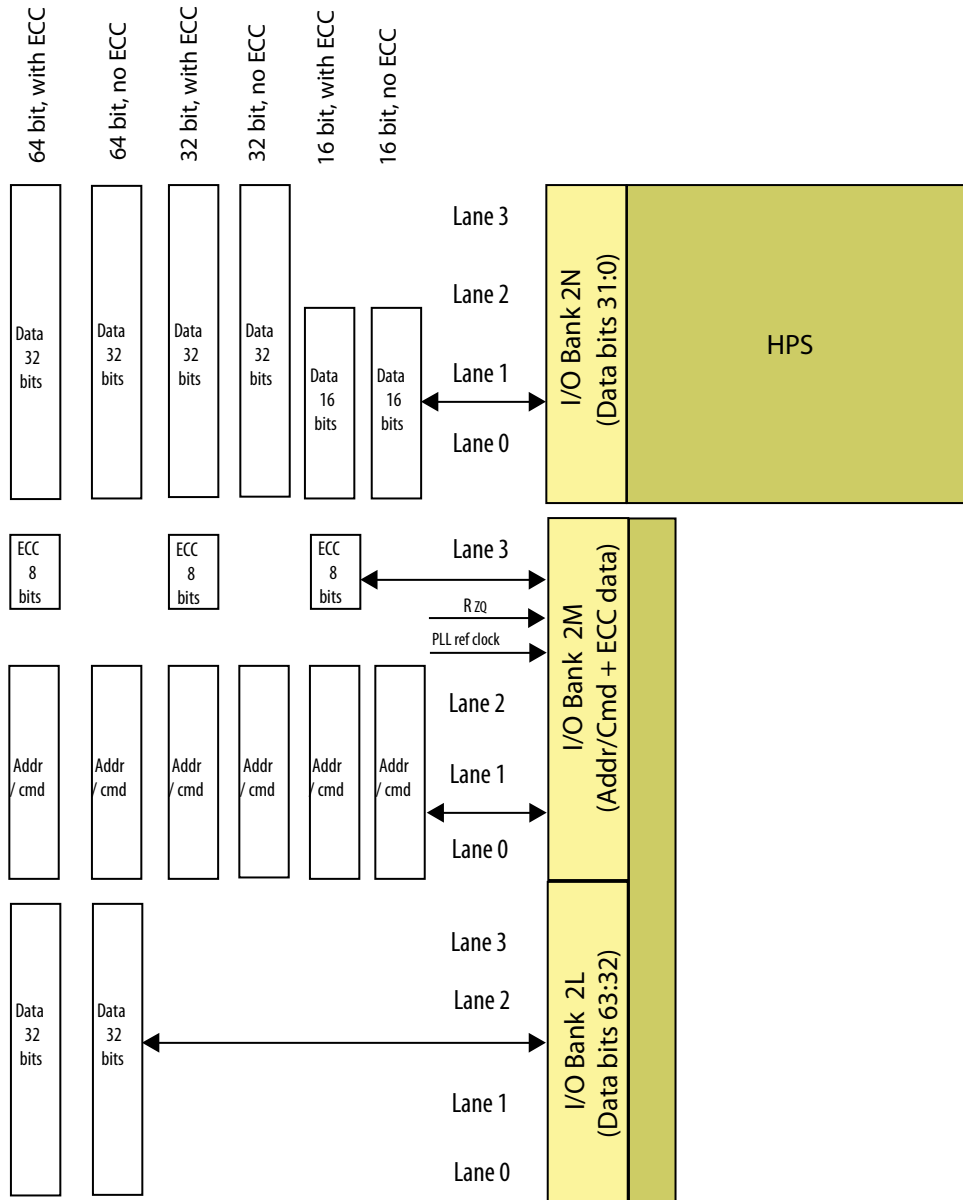 64 bit, with ECC
64 bit, no ECC
32 bit, with ECC
32 bit, no ECC
16 bit, with ECC
16 bit, no ECC
Data
32
bits
Data
32
bits
Data
32
bits
Data
32
bits
Data
16
bits
Data
16
bits
Lane 3
Lane 2
Lane 1
Lane 0
I/O Bank 2N
(Data bits 31:0)
HPS
ECC
8
bits
ECC
8
bits
ECC
8
bits
Lane 3
R ZQ
PLL ref clock
Addr
/ cmd
Addr
/ cmd
Addr
/ cmd
Addr
/ cmd
Addr
/ cmd
Addr
/ cmd
Lane 2
Lane 1
Lane 0
I/O Bank 2M
(Addr/Cmd + ECC data)
Data
32
bits
Data
32
bits
Lane 3
Lane 2
Lane 1
Lane 0
I/O Bank 2L
(Data bits 63:32)